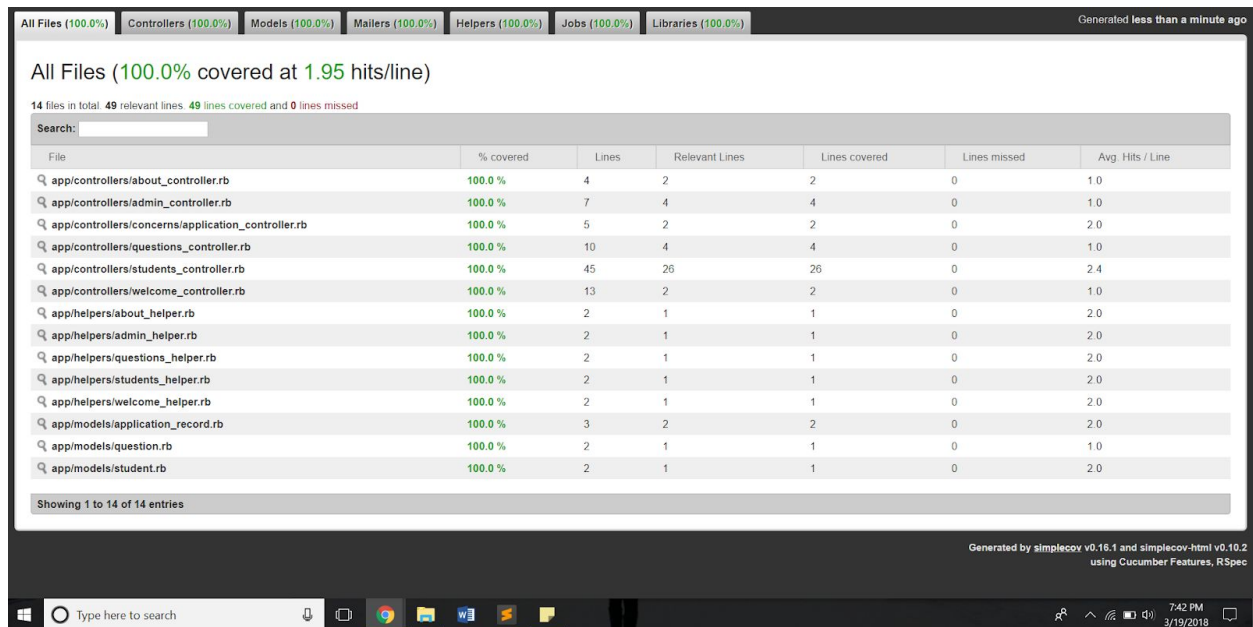 All Files (100.0%) Controllers (100.0%) Models (100.0%) Mailers (100.0%) Helpers (100.0%) Jobs (100.0%) Libraries (100.0%) Generated less than a minute ago
All Files (100.0% covered at 1.95 hits/line)
14 files in total. 49 relevant lines. 49 lines covered and 0 lines missed
Search:
File % covered Lines Relevant Lines Lines covered Lines missed Avg. Hits / Line
app/controllers/about_controller.rb 100.0 % 4 2 2 0 1.0
app/controllers/admin_controller.rb 100.0 % 7 4 4 0 1.0
app/controllers/concerns/application_controller.rb 100.0 % 5 2 2 0 2.0
app/controllers/questions_controller.rb 100.0 % 10 4 4 0 1.0
app/controllers/students_controller.rb 100.0 % 45 26 26 0 2.4
app/controllers/welcome_controller.rb 100.0 % 13 2 2 0 1.0
app/helpers/about_helper.rb 100.0 % 2 1 1 0 2.0
app/helpers/admin_helper.rb 100.0 % 2 1 1 0 2.0
app/helpers/questions_helper.rb 100.0 % 2 1 1 0 2.0
app/helpers/students_helper.rb 100.0 % 2 1 1 0 2.0
app/helpers/welcome_helper.rb 100.0 % 2 1 1 0 2.0
app/models/application_record.rb 100.0 % 3 2 2 0 2.0
app/models/question.rb 100.0 % 2 1 1 0 1.0
app/models/student.rb 100.0 % 2 1 1 0 2.0
Showing 1 to 14 of 14 entries
Generated by simplecov v0.16.1 and simplecov-html v0.10.2
using Cucumber Features, RSpec
Type here to search
7:42 PM
3/19/2018